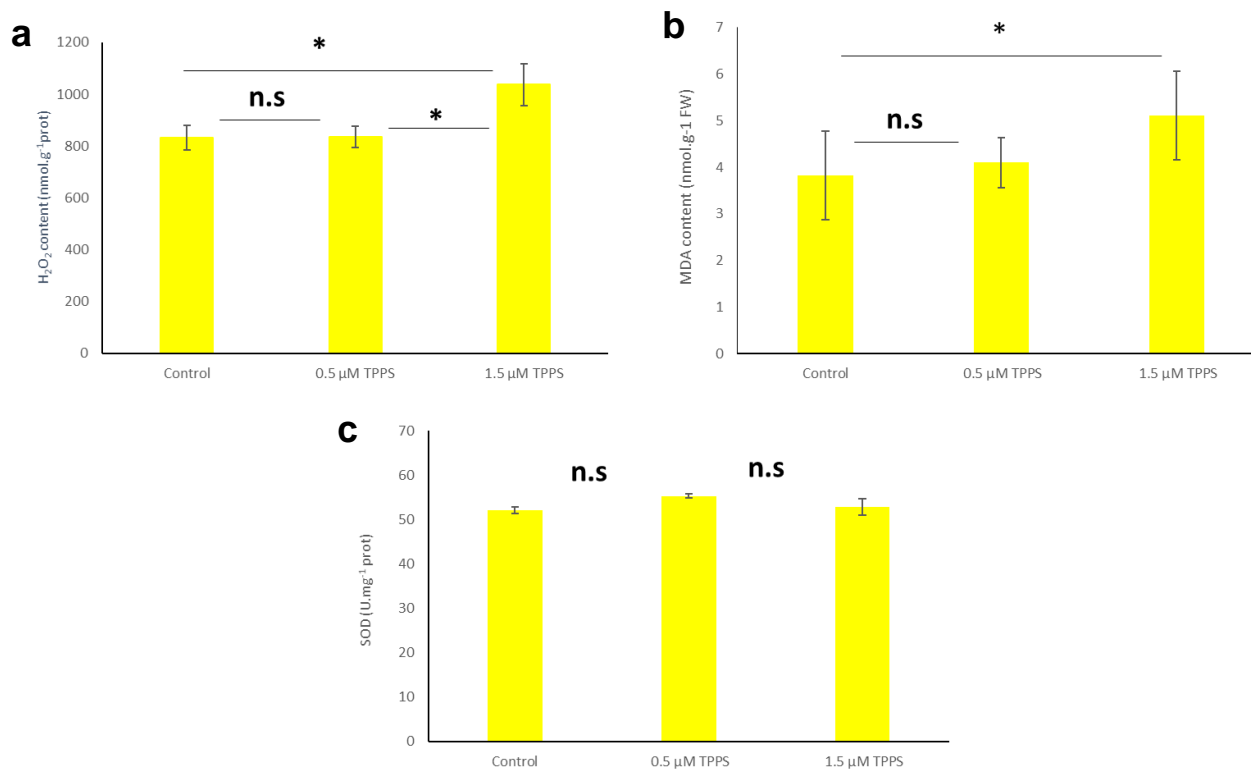 a
H₂O₂ content (nmol.g⁻¹prot)
1200
1000
800
600
400
200
0
*
n.s
*
Control
0.5 µM TPPS
1.5 µM TPPS
b
MDA content (nmol.g-1 FW)
7
6
5
4
3
2
1
0
*
n.s
Control
0.5 µM TPPS
1.5 µM TPPS
c
SOD (U.mg⁻¹ prot)
70
60
50
40
30
20
10
0
n.s
n.s
Control
0.5 µM TPPS
1.5 µM TPPS